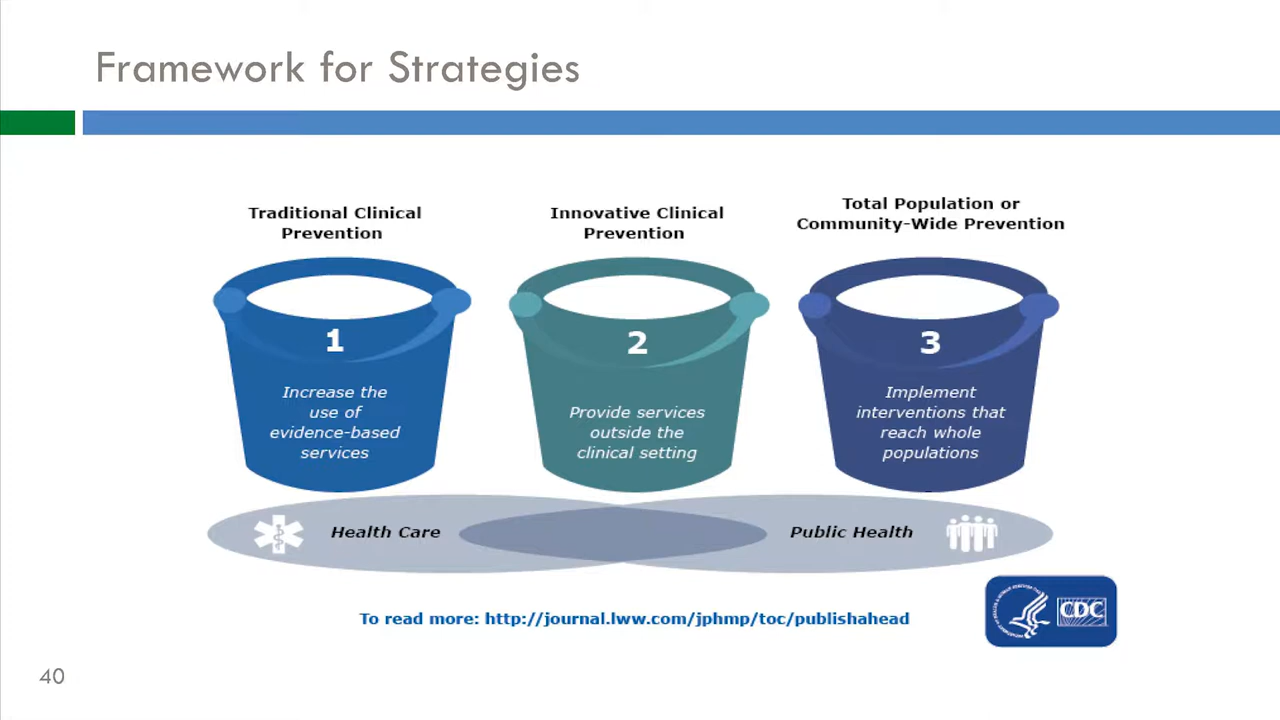 Framework for Strategies
Traditional Clinical
Prevention
Innovative Clinical
Prevention
Total Population or
Community-Wide Prevention
1
Increase the
use of
evidence-based
services
2
Provide services
outside the
clinical setting
3
Implement
interventions that
reach whole
populations
Health Care
Public Health
To read more: http://journal.lww.com/jphmp/toc/publishahead
CDC
40